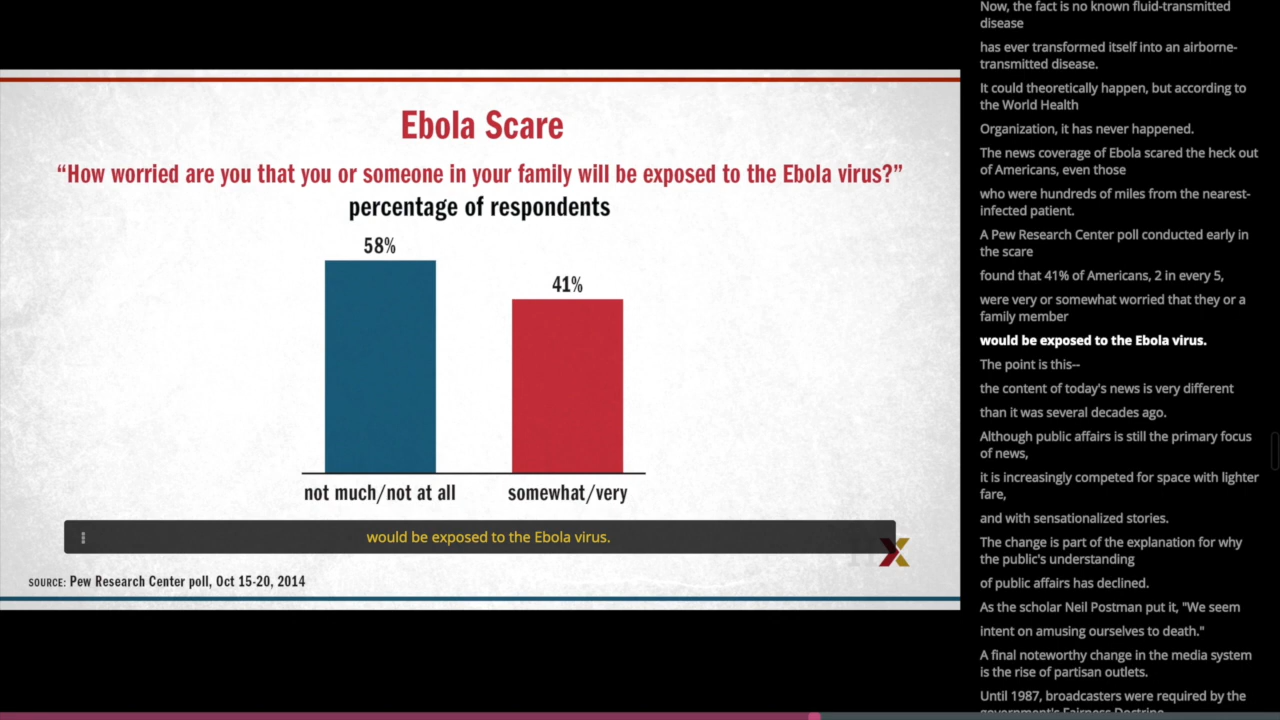 Ebola Scare
“How worried are you that you or someone in your family will be exposed to the Ebola virus?”
percentage of respondents
58%
41%
not much/not at all
somewhat/very
would be exposed to the Ebola virus.
X
SOURCE: Pew Research Center poll, Oct 15-20, 2014
Now, the fact is no known fluid-transmitted
disease
has ever transformed itself into an airborne-
transmitted disease.
It could theoretically happen, but according to
the World Health
Organization, it has never happened.
The news coverage of Ebola scared the heck out
of Americans, even those
who were hundreds of miles from the nearest-
infected patient.
A Pew Research Center poll conducted early in
the scare
found that 41% of Americans, 2 in every 5,
were very or somewhat worried that they or a
family member
would be exposed to the Ebola virus.
The point is this--
the content of today's news is very different
than it was several decades ago.
Although public affairs is still the primary focus
of news,
it is increasingly competed for space with lighter
fare,
and with sensationalized stories.
The change is part of the explanation for why
the public's understanding
of public affairs has declined.
As the scholar Neil Postman put it, "We seem
intent on amusing ourselves to death."
A final noteworthy change in the media system
is the rise of partisan outlets.
Until 1987, broadcasters were required by the
government's Fairness Doctrine